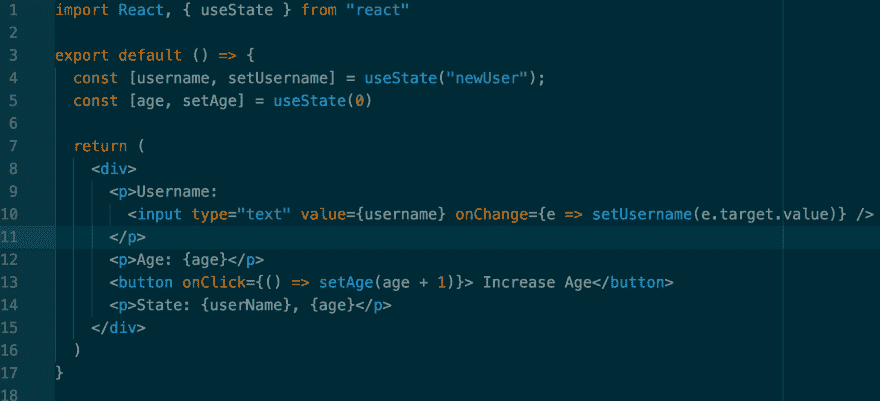 1 import React, { useState } from "react"
2
3 export default () => {
4 const [username, setUsername] = useState("newUser");
5 const [age, setAge] = useState(0)
6
7 return (
8 <div>
9 <p>Username:
10 <input type="text" value={username} onChange={e => setUsername(e.target.value)} />
11 </p>
12 <p>Age: {age}</p>
13 <button onClick={() => setAge(age + 1)}> Increase Age</button>
14 <p>State: {userName}, {age}</p>
15 </div>
16 )
17 }
18